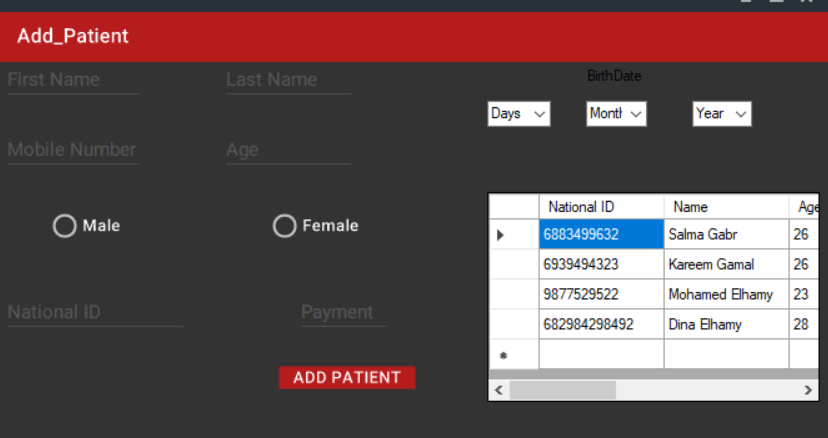 Add_Patient
First Name Last Name BirthDate
Days Month Year
Mobile Number Age
Male Female
National ID Name Age
6883499632 Salma Gabr 26
6939494323 Kareem Gamal 26
9877529522 Mohamed Elhamy 23
682984298492 Dina Elhamy 28
National ID Payment
ADD PATIENT